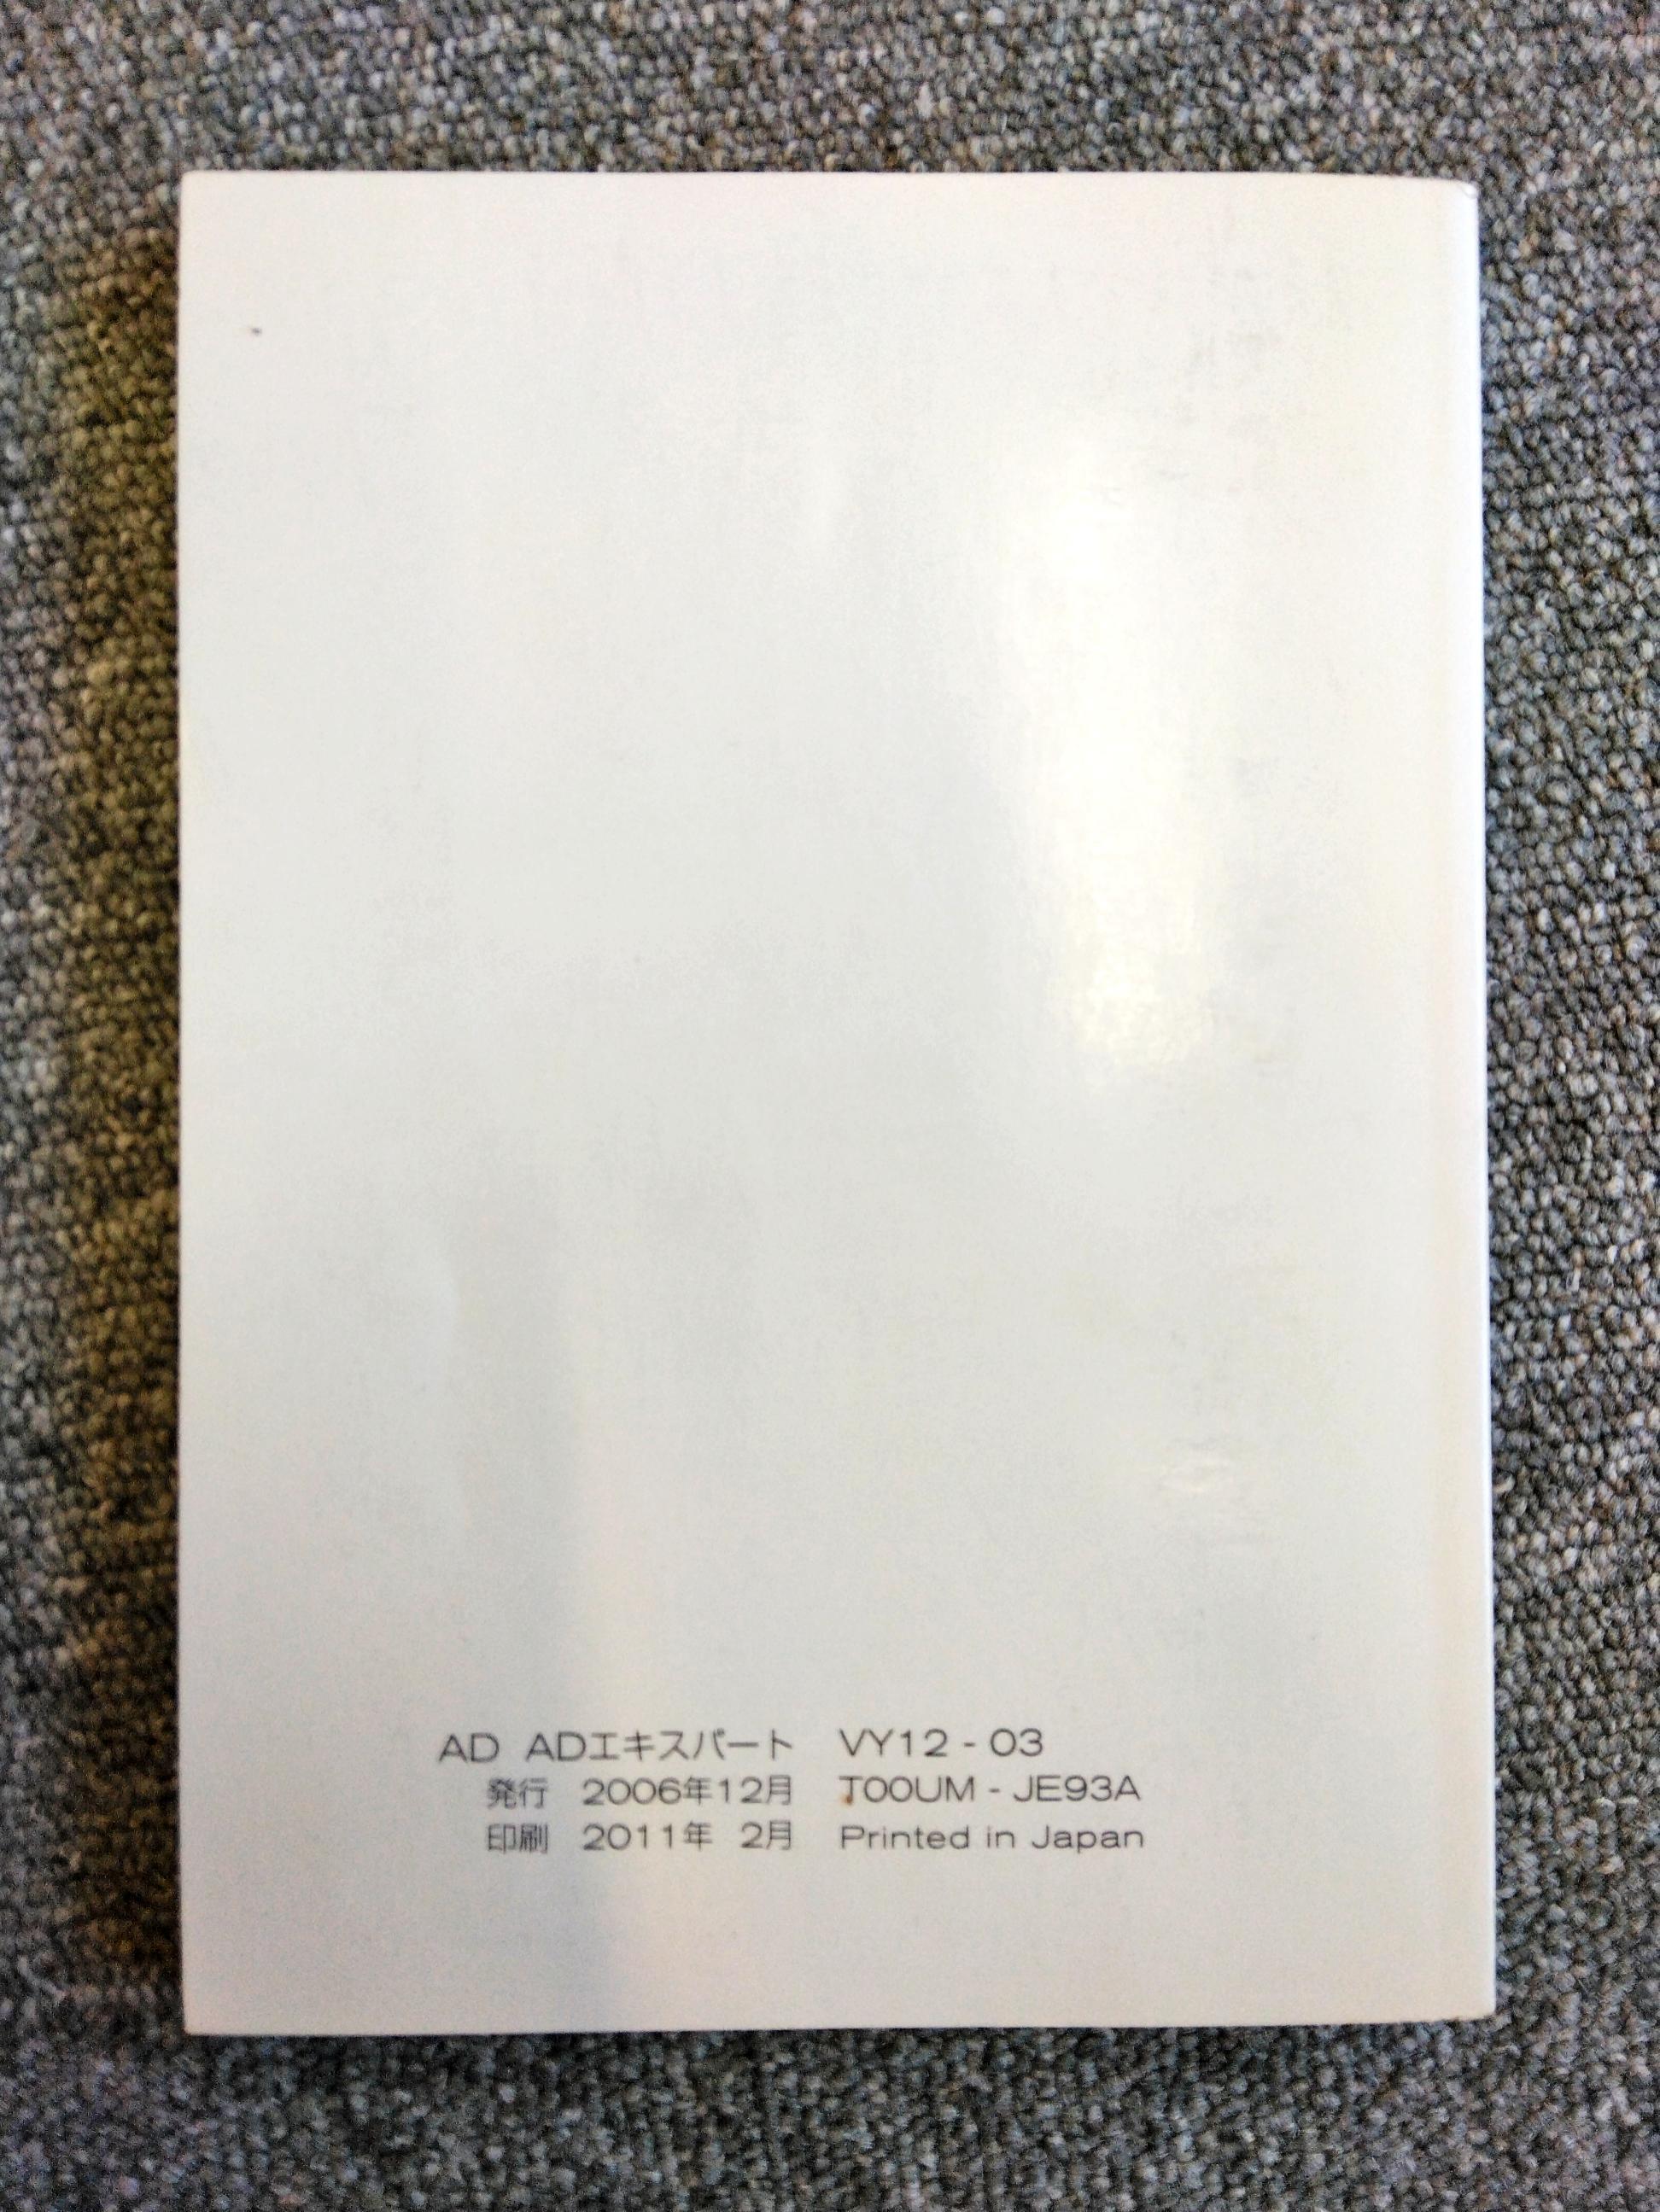 AD ADエキスパート VY12-03
発行 2006年12月 T00UM-JE93A
印刷 2011年 2月 Printed in Japan